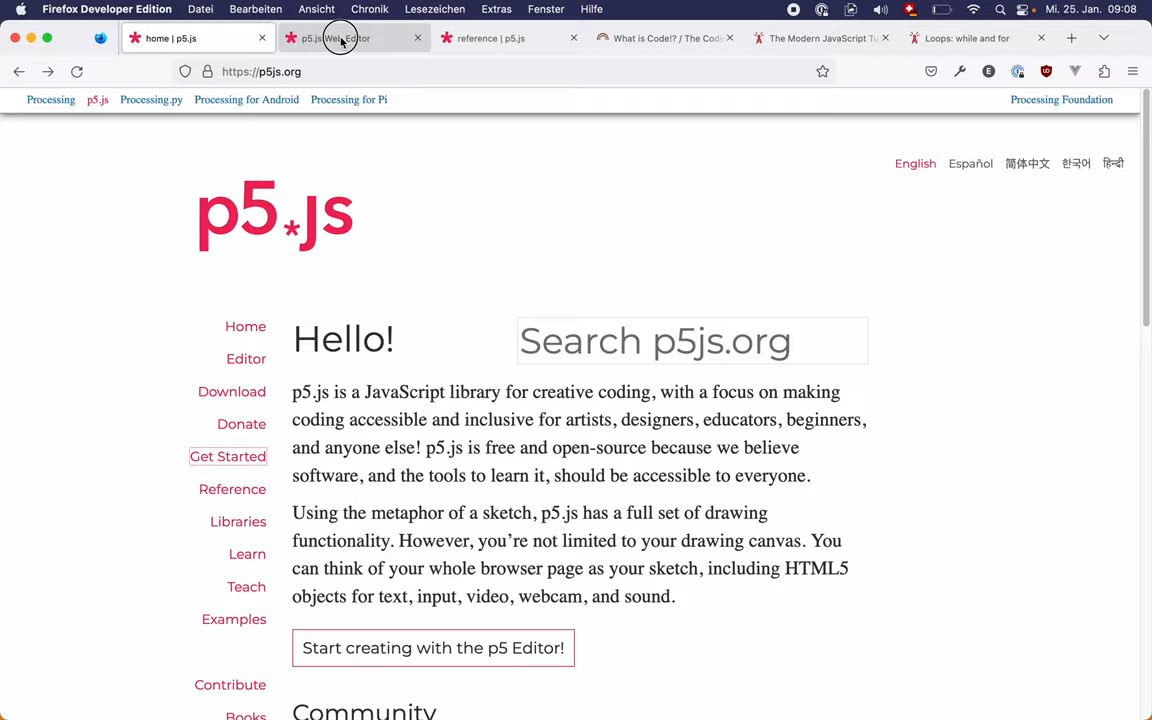 Firefox Developer Edition Datei Bearbeiten Ansicht Chronik Lesezeichen Extras Fenster Hilfe Mi. 25. Jan. 09:08
home | p5.js p5.js Web Editor reference | p5.js What is Code!? / The Codi The Modern JavaScript Tu Loops: while and for
https://p5js.org
Processing p5.js Processing.py Processing for Android Processing for Pi Processing Foundation
English Español 简体中文 한국어 हिन्दी
p5*js
Home
Editor
Download
Donate
Get Started
Reference
Libraries
Learn
Teach
Examples
Contribute
Books
Hello!
Search p5js.org
p5.js is a JavaScript library for creative coding, with a focus on making
coding accessible and inclusive for artists, designers, educators, beginners,
and anyone else! p5.js is free and open-source because we believe
software, and the tools to learn it, should be accessible to everyone.
Using the metaphor of a sketch, p5.js has a full set of drawing
functionality. However, you’re not limited to your drawing canvas. You
can think of your whole browser page as your sketch, including HTML5
objects for text, input, video, webcam, and sound.
Start creating with the p5 Editor!
Community